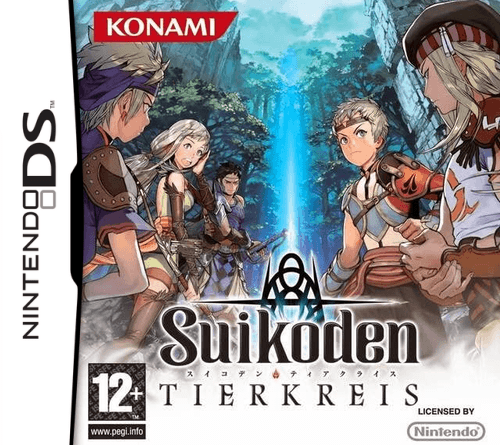 KONAMI
NINTENDO DS™
Suikoden
スイコデン ティアクライス
TIERKREIS
12+
www.pegi.info
LICENSED BY
Nintendo